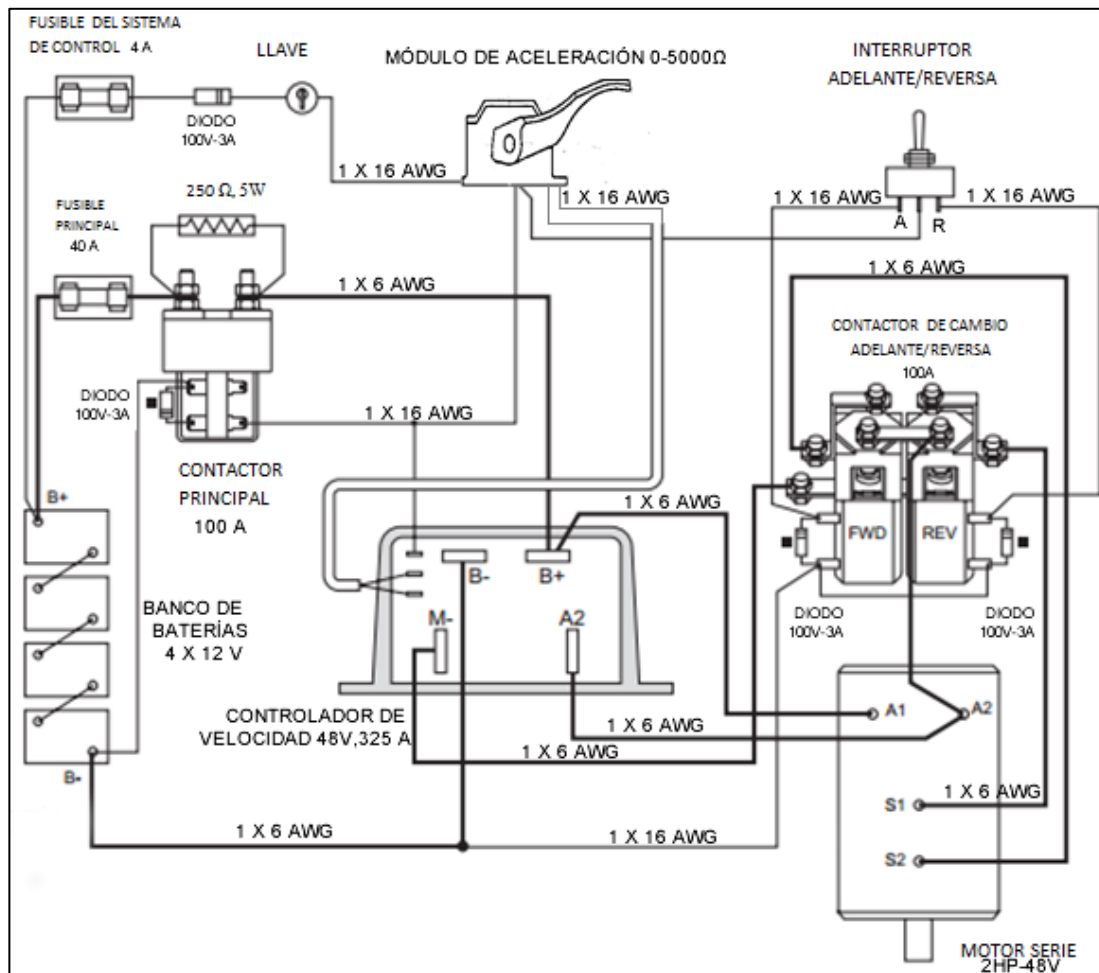 FUSIBLE DEL SISTEMA
DE CONTROL 4 A
LLAVE
MÓDULO DE ACELERACIÓN 0-5000Ω
INTERRUPTOR
ADELANTE/REVERSA
DIODO
100V-3A
1 X 16 AWG
250 Ω, 5W
1 X 16 AWG
1 X 16 AWG
1 X 16 AWG
A
R
FUSIBLE
PRINCIPAL
40 A
1 X 6 AWG
1 X 6 AWG
CONTACTOR DE CAMBIO
ADELANTE/REVERSA
100A
DIODO
100V-3A
1 X 16 AWG
CONTACTOR
PRINCIPAL
100 A
B+
1 X 6 AWG
FWD
REV
B-
B+
BANCO DE
BATERÍAS
4 X 12 V
M-
A2
DIODO
100V-3A
DIODO
100V-3A
CONTROLADOR DE
VELOCIDAD 48V,325 A
1 X 6 AWG
A1
A2
1 X 6 AWG
B-
S1
1 X 6 AWG
1 X 6 AWG
1 X 16 AWG
S2
MOTOR SERIE
2HP-48V